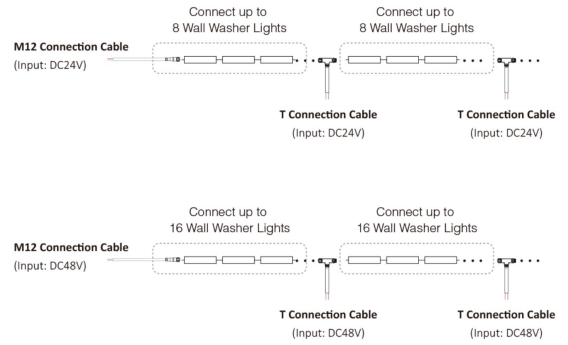 Connect up to
8 Wall Washer Lights
Connect up to
8 Wall Washer Lights
M12 Connection Cable
(Input: DC24V)
T Connection Cable
(Input: DC24V)
T Connection Cable
(Input: DC24V)
Connect up to
16 Wall Washer Lights
Connect up to
16 Wall Washer Lights
M12 Connection Cable
(Input: DC48V)
T Connection Cable
(Input: DC48V)
T Connection Cable
(Input: DC48V)